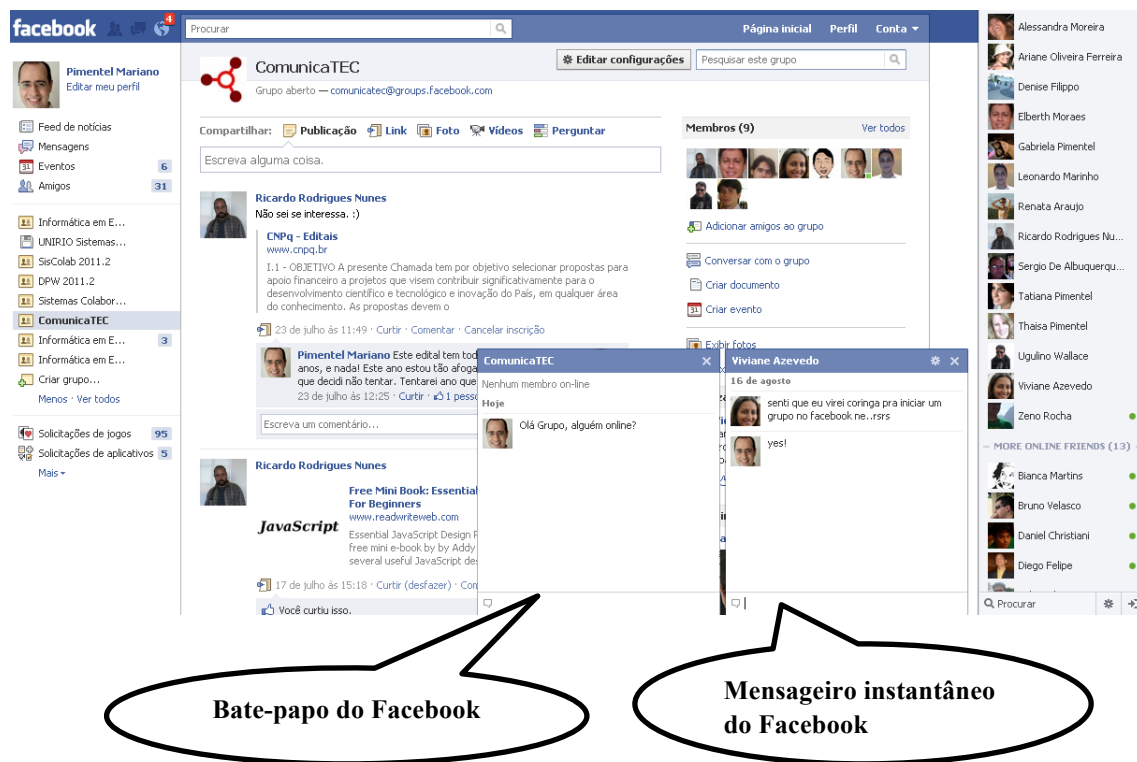 facebook
4
Procurar
Página inicial Perfil Conta
Pimentel Mariano
Editar meu perfil
Feed de notícias
Mensagens
31 Eventos 6
Amigos 31
Informática em E...
UNIRIO Sistemas...
SisColab 2011.2
DPW 2011.2
Sistemas Colabor...
ComunicaTEC
Informática em E... 3
Informática em E...
Criar grupo...
Menos · Ver todos
Solicitações de jogos 95
Solicitações de aplicativos 5
Mais
ComunicaTEC
Grupo aberto — comunicatec@groups.facebook.com
Editar configurações
Pesquisar este grupo
Compartilhar: Publicação Link Foto Vídeos Perguntar
Escreva alguma coisa.
Ricardo Rodrigues Nunes
Não sei se interessa. :)
CNPq - Editais
www.cnpq.br
I.1 - OBJETIVO A presente Chamada tem por objetivo selecionar propostas para
apoio financeiro a projetos que visem contribuir significativamente para o
desenvolvimento científico e tecnológico e inovação do País, em qualquer área
do conhecimento. As propostas devem o
23 de julho às 11:49 · Curtir · Comentar · Cancelar inscrição
Pimentel Mariano Este edital tem tod
anos, e nada! Este ano estou tão afoga
que decidi não tentar. Tentarei ano que
23 de julho às 12:25 · Curtir · 1 pesso
Escreva um comentário...
Ricardo Rodrigues Nunes
JavaScript
Free Mini Book: Essential
For Beginners
www.readwriteweb.com
Essential JavaScript Design P
free mini e-book by by Addy
several useful JavaScript des
17 de julho às 15:18 · Curtir (desfazer) · Com
Você curtiu isso.
Membros (9) Ver todos
Adicionar amigos ao grupo
Conversar com o grupo
Criar documento
31 Criar evento
Exibir fotos
ComunicaTEC
Nenhum membro on-line
Hoje
Olá Grupo, alguém online?
Viviane Azevedo
16 de agosto
senti que eu virei coringa pra iniciar um
grupo no facebook ne..rsrs
yes!
Alessandra Moreira
Ariane Oliveira Ferreira
Denise Filippo
Elberth Moraes
Gabriela Pimentel
Leonardo Marinho
Renata Araujo
Ricardo Rodrigues Nu...
Sergio De Albuquerqu...
Tatiana Pimentel
Thaisa Pimentel
Ugulino Wallace
Viviane Azevedo
Zeno Rocha
MORE ONLINE FRIENDS (13)
Bianca Martins
Bruno Velasco
Daniel Christiani
Diego Felipe
Procurar
Bate-papo do Facebook
Mensageiro instantâneo
do Facebook